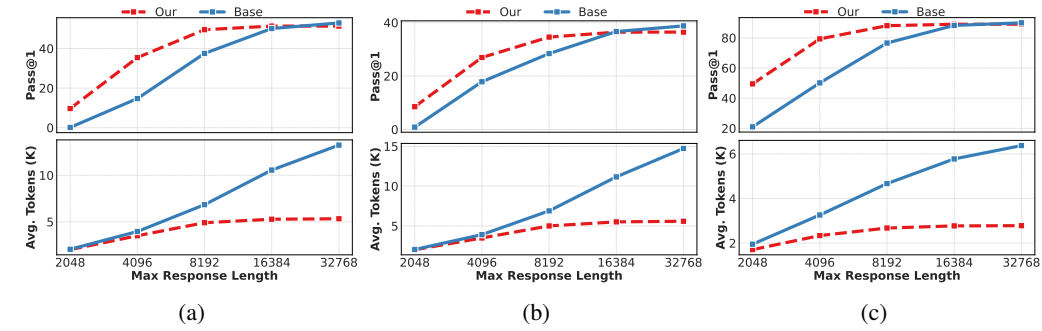 Our Base
Pass@1
40
20
0
Avg. Tokens (K)
10
5
2048 4096 8192 16384 32768
Max Response Length
(a)
Our Base
Pass@1
40
20
0
Avg. Tokens (K)
15
10
5
2048 4096 8192 16384 32768
Max Response Length
(b)
Our Base
Pass@1
80
60
40
20
Avg. Tokens (K)
6
4
2
2048 4096 8192 16384 32768
Max Response Length
(c)